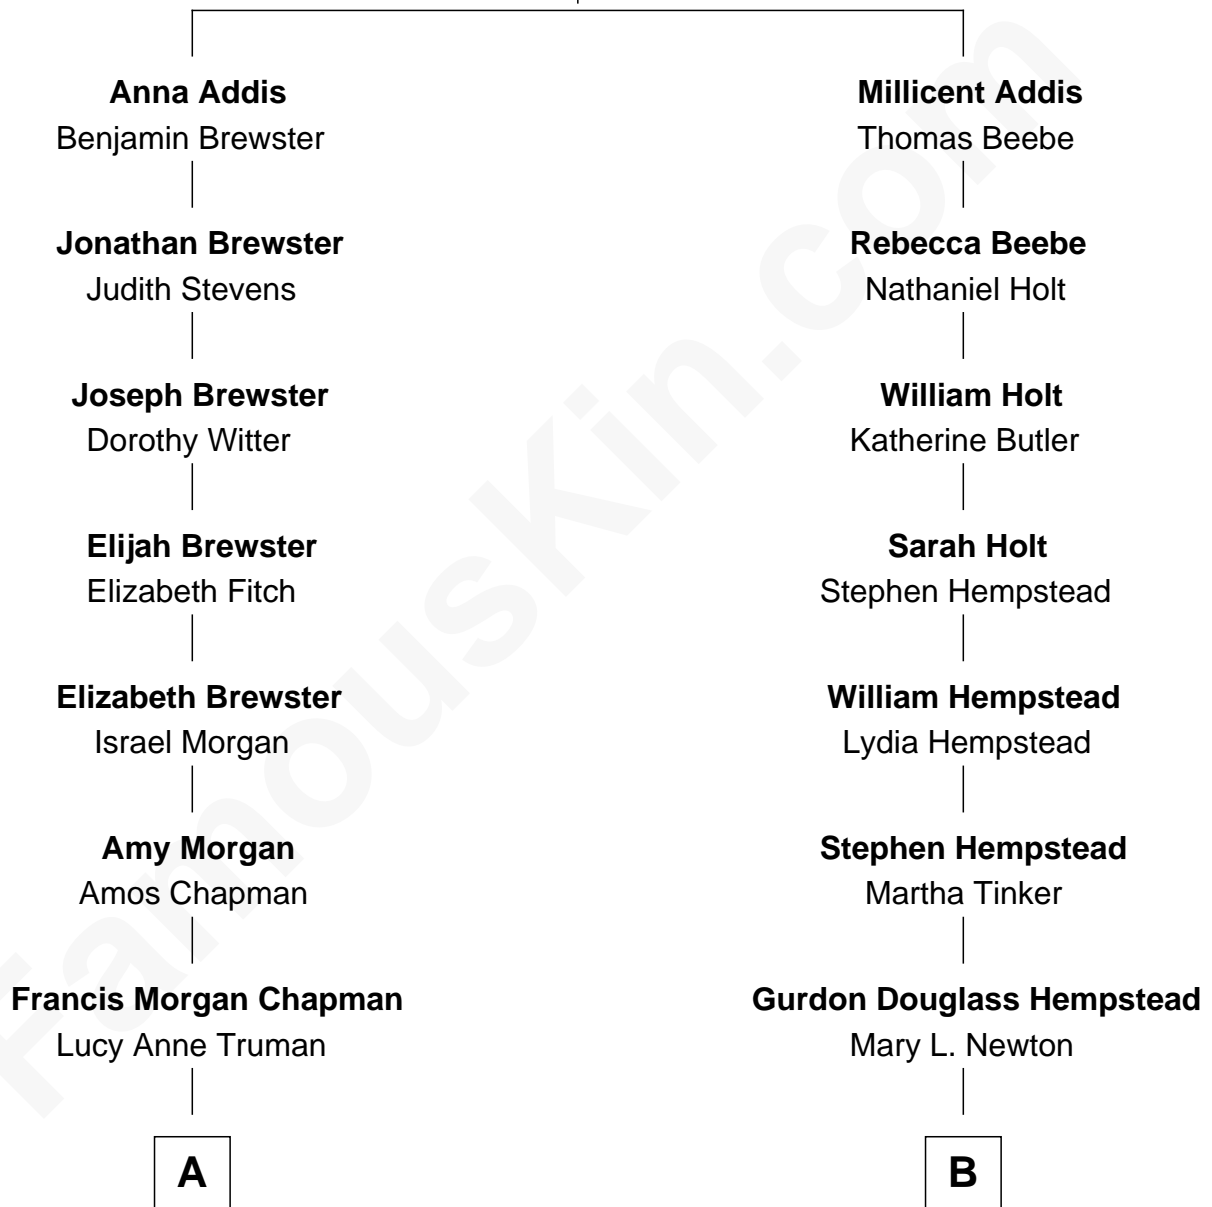 Anna Addis
Benjamin Brewster
Jonathan Brewster
Judith Stevens
Joseph Brewster
Dorothy Witter
Elijah Brewster
Elizabeth Fitch
Elizabeth Brewster
Israel Morgan
Amy Morgan
Amos Chapman
Francis Morgan Chapman
Lucy Anne Truman
A
Millicent Addis
Thomas Beebe
Rebecca Beebe
Nathaniel Holt
William Holt
Katherine Butler
Sarah Holt
Stephen Hempstead
William Hempstead
Lydia Hempstead
Stephen Hempstead
Martha Tinker
Gurdon Douglass Hempstead
Mary L. Newton
B
FamousKin.com